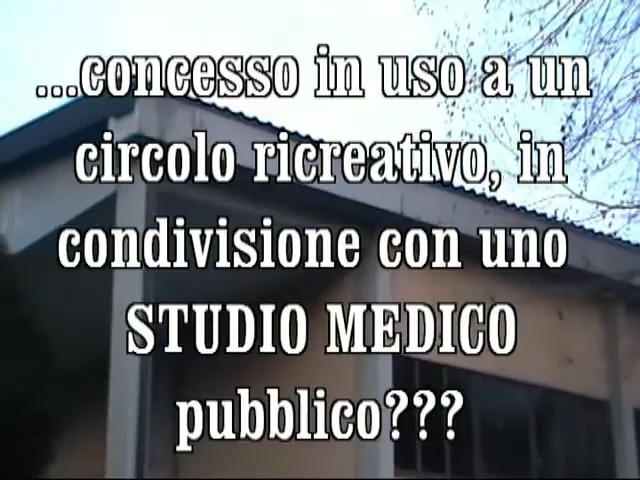 ...concesso in uso a un
circolo ricreativo, in
condivisione con uno
STUDIO MEDICO
pubblico???